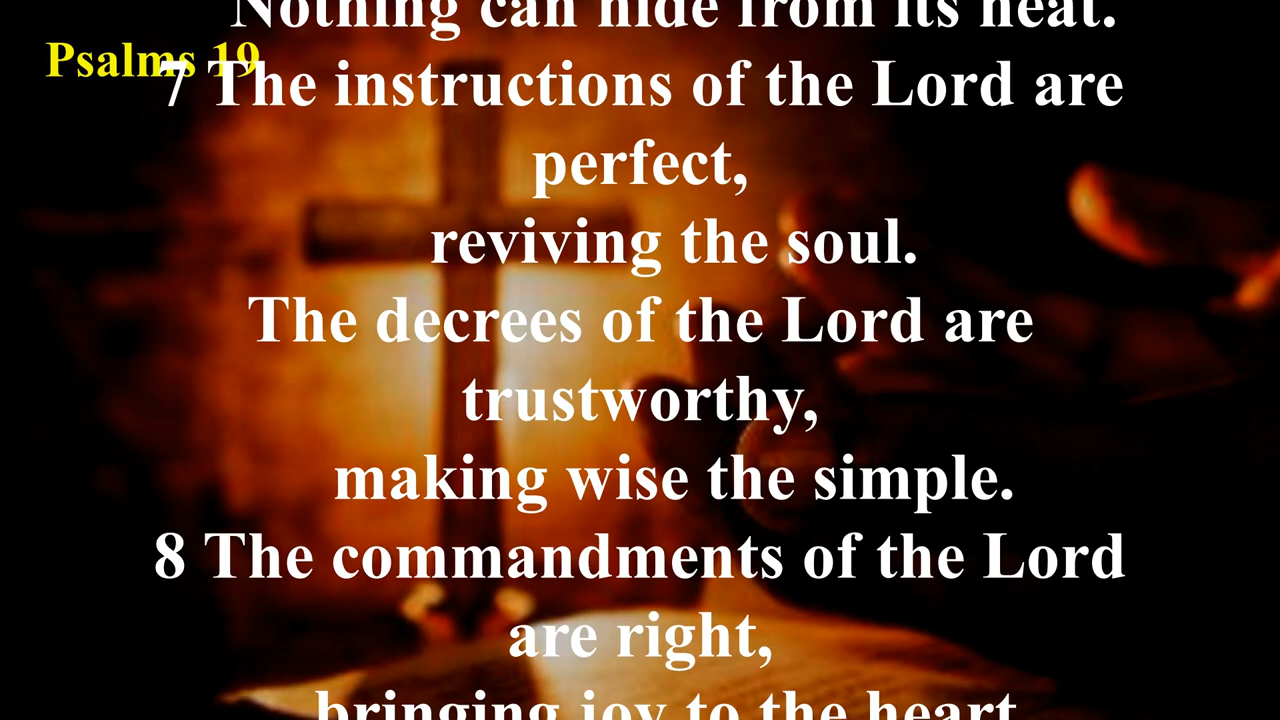 Nothing can hide from its heat.
Psalms 19
7 The instructions of the Lord are
perfect,
reviving the soul.
The decrees of the Lord are
trustworthy,
making wise the simple.
8 The commandments of the Lord
are right,
bringing joy to the heart